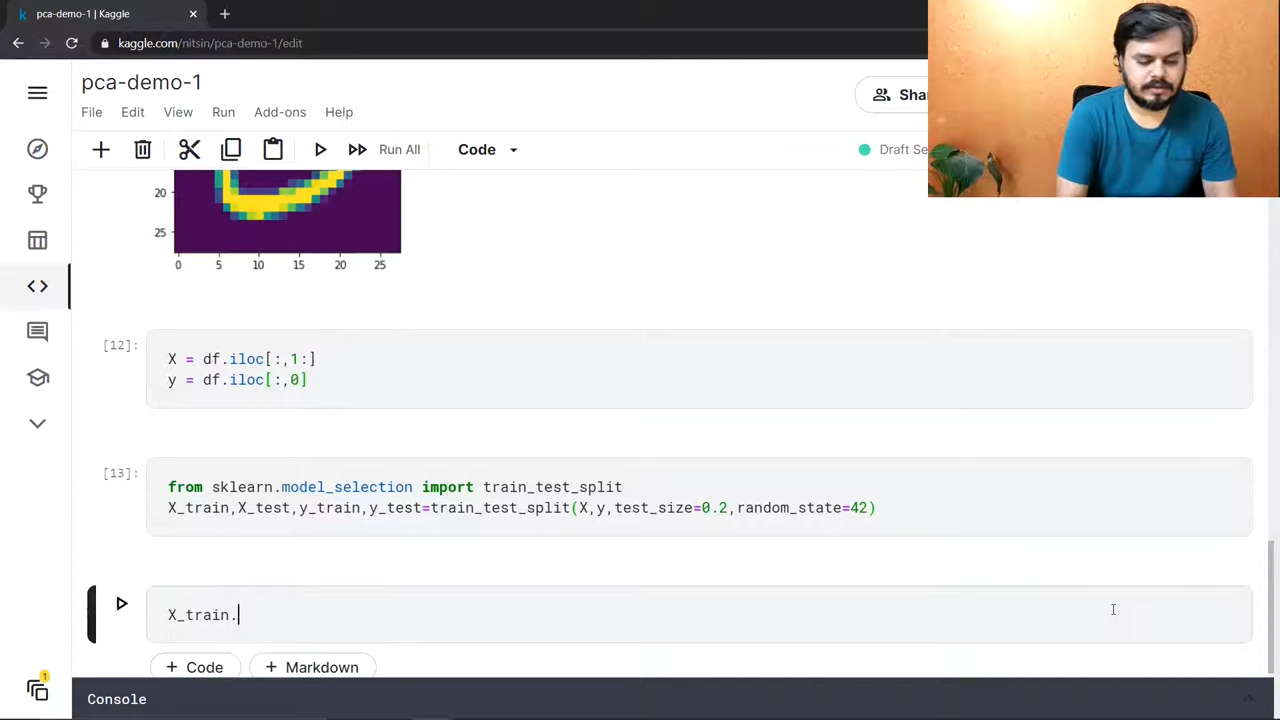 pca-demo-1 | Kaggle
kaggle.com/nitsin/pca-demo-1/edit
pca-demo-1
File Edit View Run Add-ons Help
Run All Code
20
25
0 5 10 15 20 25
[12]:
X = df.iloc[:,1:]
y = df.iloc[:,0]
[13]:
from sklearn.model_selection import train_test_split
X_train,X_test,y_train,y_test=train_test_split(X,y,test_size=0.2,random_state=42)
X_train.
+ Code + Markdown
1
Console